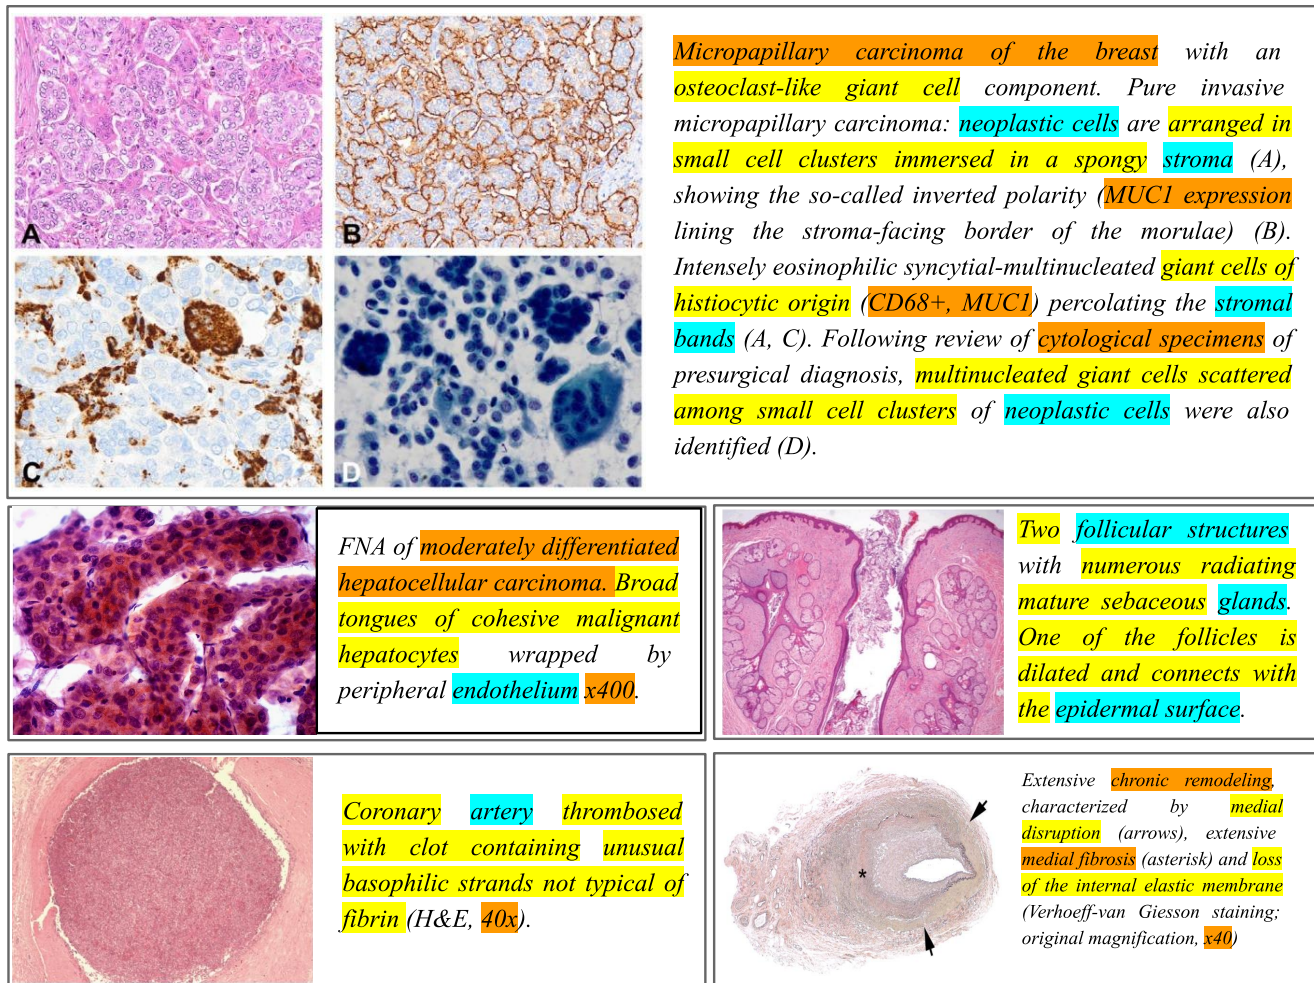 A
B
C
D
Micropapillary carcinoma of the breast with an
osteoclast-like giant cell component. Pure invasive
micropapillary carcinoma: neoplastic cells are arranged in
small cell clusters immersed in a spongy stroma (A),
showing the so-called inverted polarity (MUC1 expression
lining the stroma-facing border of the morulae) (B).
Intensely eosinophilic syncytial-multinucleated giant cells of
histiocytic origin (CD68+, MUC1) percolating the stromal
bands (A, C). Following review of cytological specimens of
presurgical diagnosis, multinucleated giant cells scattered
among small cell clusters of neoplastic cells were also
identified (D).
FNA of moderately differentiated
hepatocellular carcinoma. Broad
tongues of cohesive malignant
hepatocytes wrapped by
peripheral endothelium x400.
Two follicular structures
with numerous radiating
mature sebaceous glands.
One of the follicles is
dilated and connects with
the epidermal surface.
Coronary artery thrombosed
with clot containing unusual
basophilic strands not typical of
fibrin (H&E, 40x).
*
Extensive chronic remodeling,
characterized by medial
disruption (arrows), extensive
medial fibrosis (asterisk) and loss
of the internal elastic membrane
(Verhoeff-van Giesson staining;
original magnification, x40)